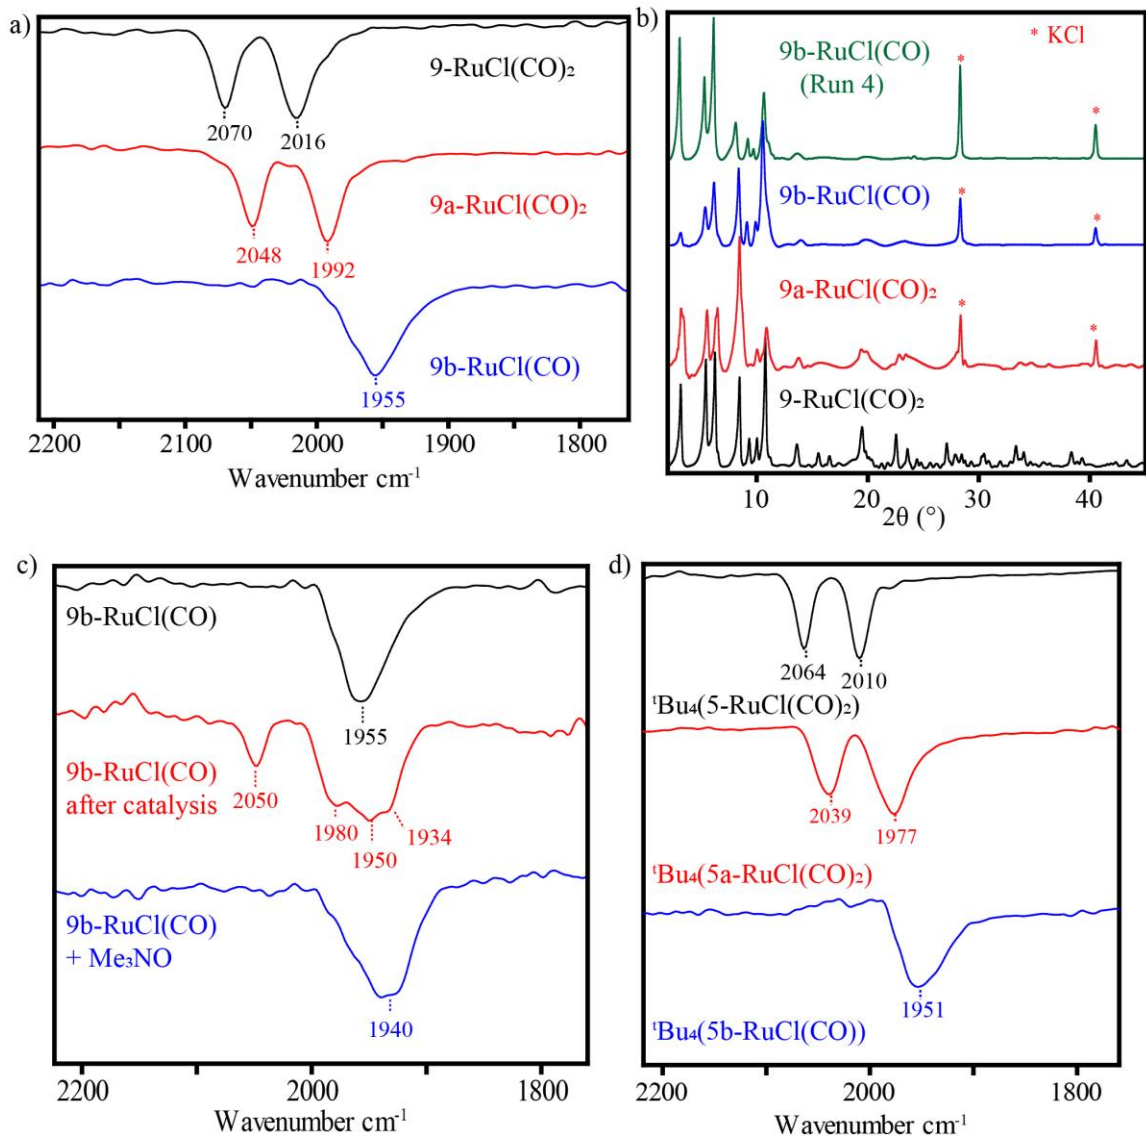 a)
9-RuCl(CO)₂
2070
2016
9a-RuCl(CO)₂
2048
1992
9b-RuCl(CO)
1955
2200
2100
2000
1900
1800
Wavenumber cm⁻¹
b)
* KCl
9b-RuCl(CO)
(Run 4)
*
*
9b-RuCl(CO)
*
*
9a-RuCl(CO)₂
*
*
9-RuCl(CO)₂
10
20
30
40
2θ (°)
c)
9b-RuCl(CO)
1955
9b-RuCl(CO)
after catalysis
2050
1980
1950
1934
9b-RuCl(CO)
+ Me₃NO
1940
2200
2000
1800
Wavenumber cm⁻¹
d)
2064
2010
ᵗBu₄(5-RuCl(CO)₂)
2039
1977
ᵗBu₄(5a-RuCl(CO)₂)
1951
ᵗBu₄(5b-RuCl(CO))
2200
2000
1800
Wavenumber cm⁻¹